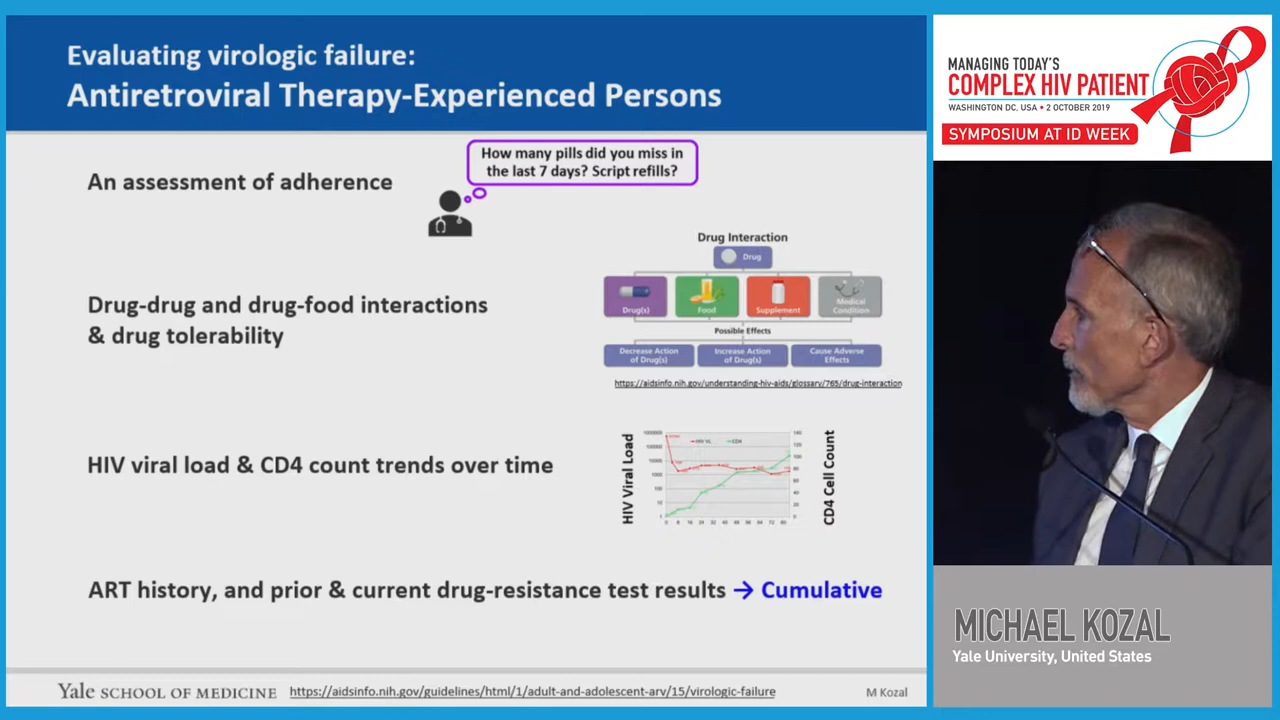 Evaluating virologic failure:
Antiretroviral Therapy-Experienced Persons
An assessment of adherence
How many pills did you miss in
the last 7 days? Script refills?
Drug-drug and drug-food interactions
& drug tolerability
Drug Interaction
Drug
Drug(s)
Food
Supplement
Medical
Condition
Possible Effects
Decrease Action
of Drug(s)
Increase Action
of Drug(s)
Cause Adverse
Effects
https://aidsinfo.nih.gov/understanding-hiv-aids/glossary/765/drug-interaction
HIV viral load & CD4 count trends over time
HIV Viral Load
HIV VL
CD4
CD4 Cell Count
ART history, and prior & current drug-resistance test results → Cumulative
Yale SCHOOL OF MEDICINE
https://aidsinfo.nih.gov/guidelines/html/1/adult-and-adolescent-arv/15/virologic-failure
M Kozal
MANAGING TODAY'S
COMPLEX HIV PATIENT
WASHINGTON DC, USA • 2 OCTOBER 2019
SYMPOSIUM AT ID WEEK
MICHAEL KOZAL
Yale University, United States